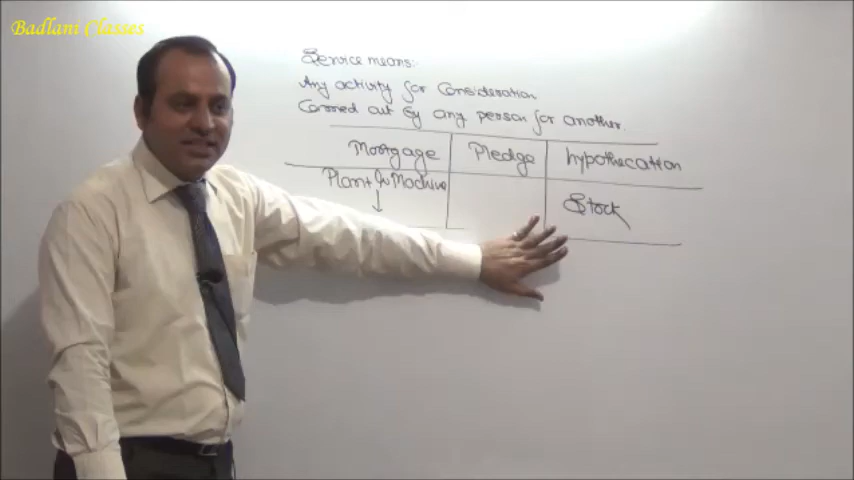 Badlani Classes
Service means:-
Any activity for Consideration
Carried out by any person for another.
Mortgage Pledge hypothecation
Plant & Machine
Stock